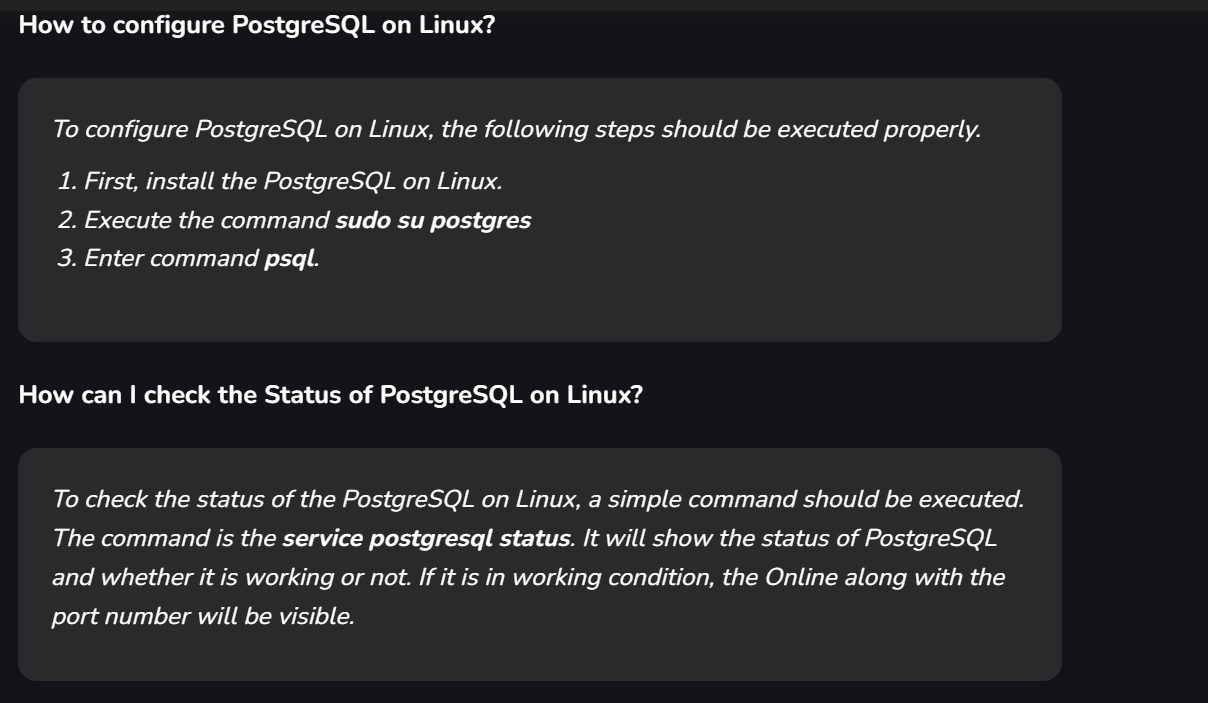 How to configure PostgreSQL on Linux?
To configure PostgreSQL on Linux, the following steps should be executed properly.
1. First, install the PostgreSQL on Linux.
2. Execute the command sudo su postgres
3. Enter command psql.
How can I check the Status of PostgreSQL on Linux?
To check the status of the PostgreSQL on Linux, a simple command should be executed.
The command is the service postgresql status. It will show the status of PostgreSQL
and whether it is working or not. If it is in working condition, the Online along with the
port number will be visible.